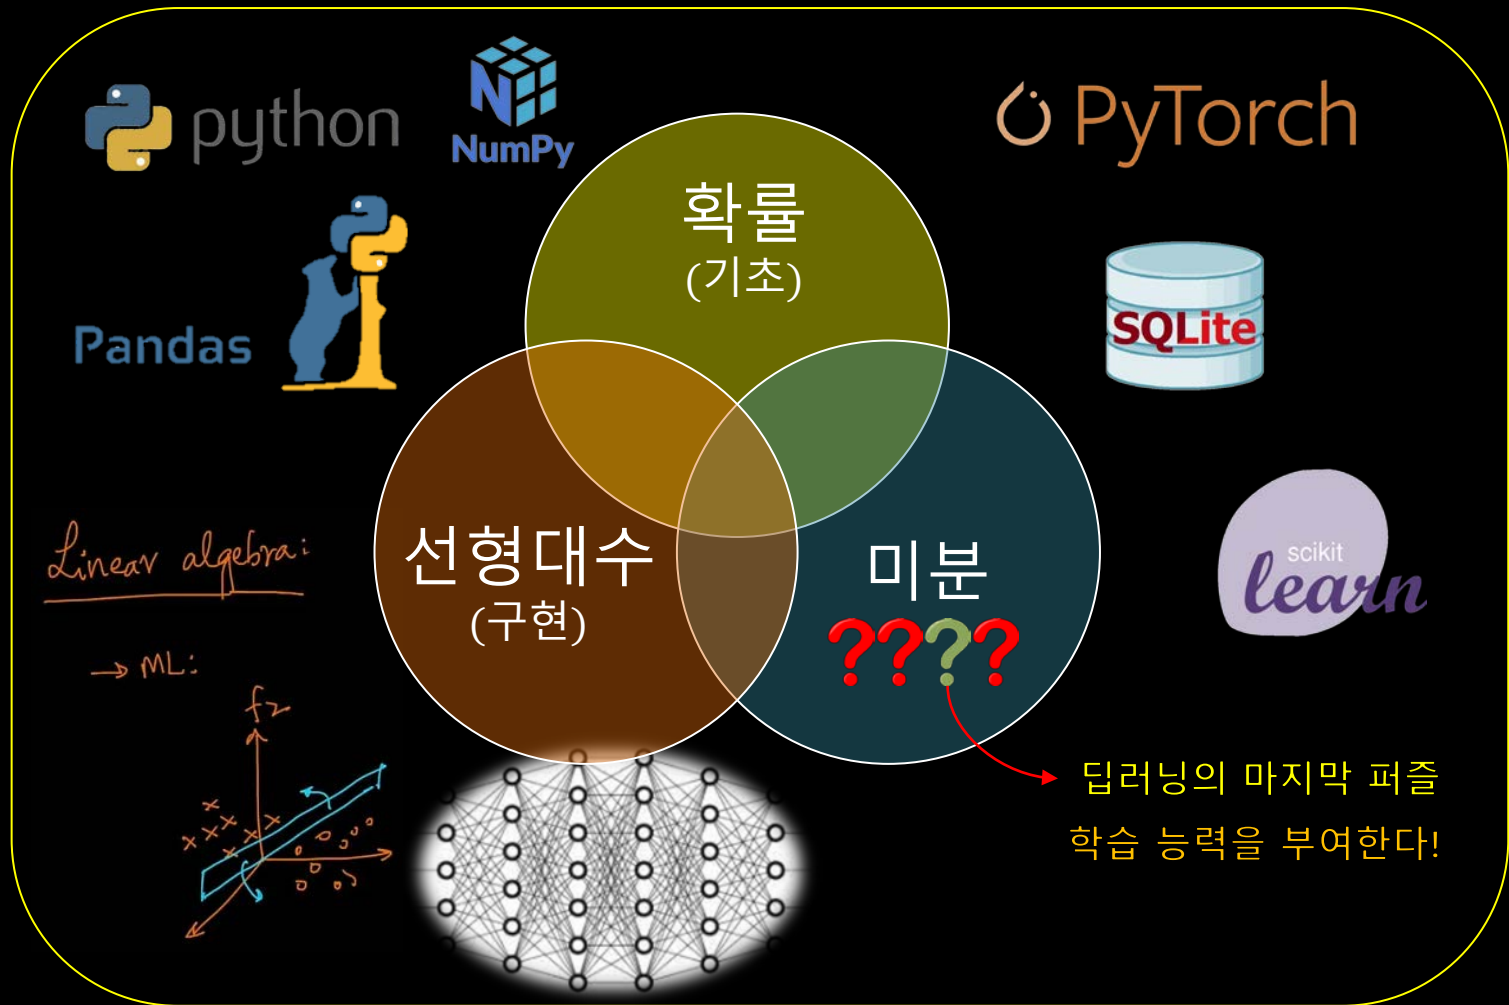 python
NumPy
PyTorch
Pandas
SQLite
확률
(기초)
선형대수
(구현)
미분
????
scikit
learn
Linear algebra:
→ ML:
f2
딥러닝의 마지막 퍼즐
학습 능력을 부여한다!